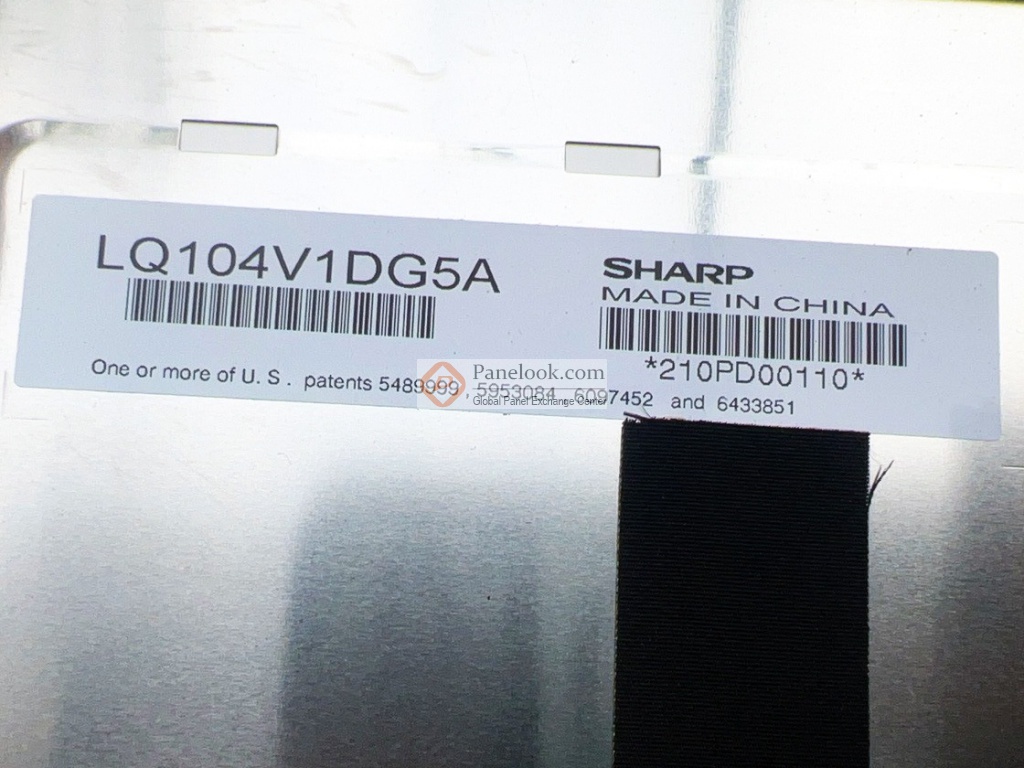 LQ104V1DG5A
SHARP
MADE IN CHINA
*210PD00110*
One or more of U. S. patents 5489999, 5953084, 6097452 and 6433851
Panelook.com
Global Panel Exchange Center